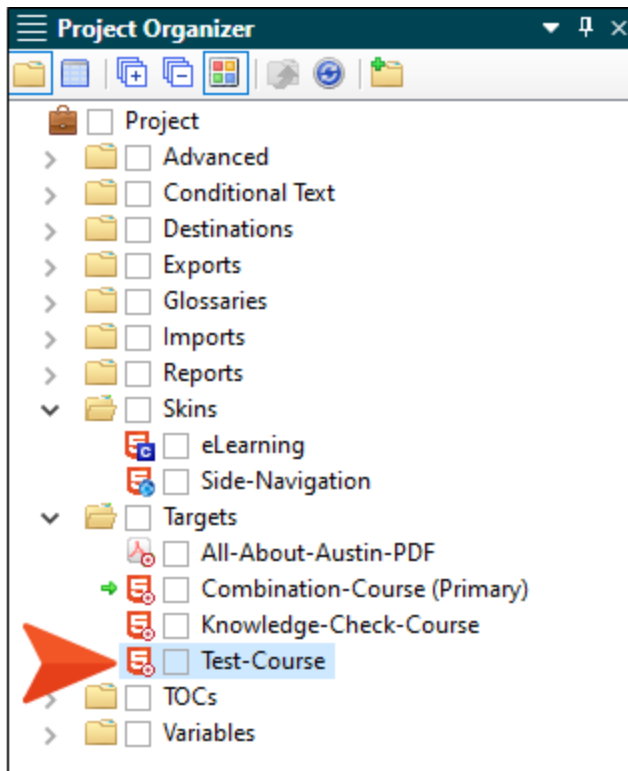 Project Organizer
Project
Advanced
Conditional Text
Destinations
Exports
Glossaries
Imports
Reports
Skins
eLearning
Side-Navigation
Targets
All-About-Austin-PDF
Combination-Course (Primary)
Knowledge-Check-Course
Test-Course
TOCs
Variables